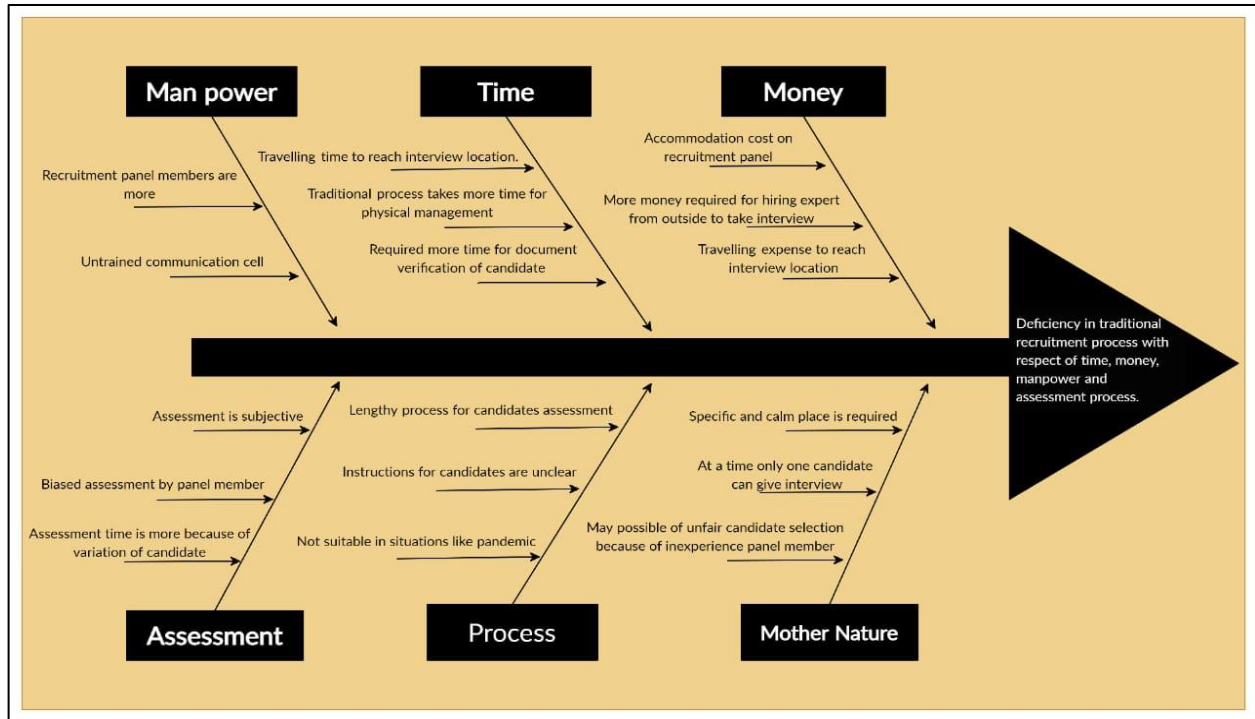 Man power
Time
Money
Recruitment panel members are
more
Untrained communication cell
Travelling time to reach interview location.
Traditional process takes more time for
physical management
Required more time for document
verification of candidate
Accommodation cost on
recruitment panel
More money required for hiring expert
from outside to take interview
Travelling expense to reach
interview location
Deficiency in traditional
recruitment process with
respect of time, money,
manpower and
assessment process.
Assessment is subjective
Biased assessment by panel member
Assessment time is more because of
variation of candidate
Lengthy process for candidates assessment
Instructions for candidates are unclear
Not suitable in situations like pandemic
Specific and calm place is required
At a time only one candidate
can give interview
May possible of unfair candidate selection
because of inexperience panel member
Assessment
Process
Mother Nature